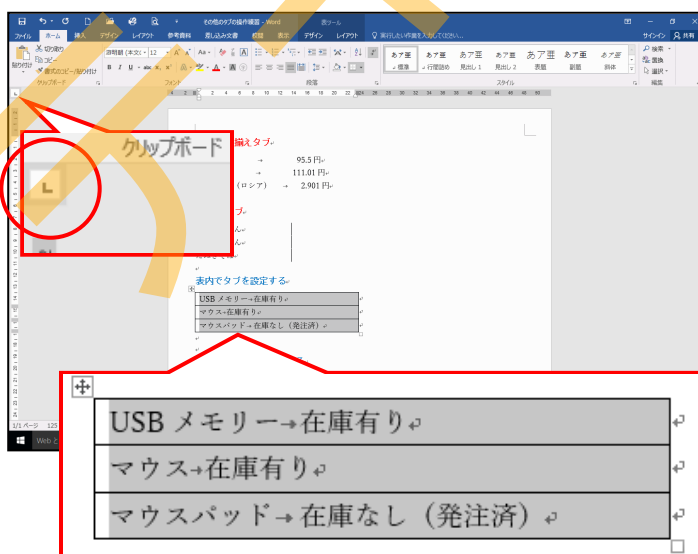 その他のタブの操作練習 - Word
表ツール
ファイル ホーム 挿入 デザイン レイアウト 参考資料 差し込み文書 校閲 表示 デザイン レイアウト 実行したい作業を入力してください... サインイン 共有
切り取り
コピー
書式のコピー/貼り付け
貼り付け
クリップボード フォント 段落 スタイル 編集
標準 行間詰め 見出し 1 見出し 2 表題 副題 斜体
検索
置換
選択
クリップボード
揃えタブ
→ 95.5 円
→ 111.01 円
(ロシア) → 2.901 円
表内でタブを設定する
USB メモリー→在庫有り
マウス→在庫有り
マウスパッド→在庫なし（発注済）
1/1 ページ
USB メモリー→在庫有り
マウス→在庫有り
マウスパッド→在庫なし（発注済）